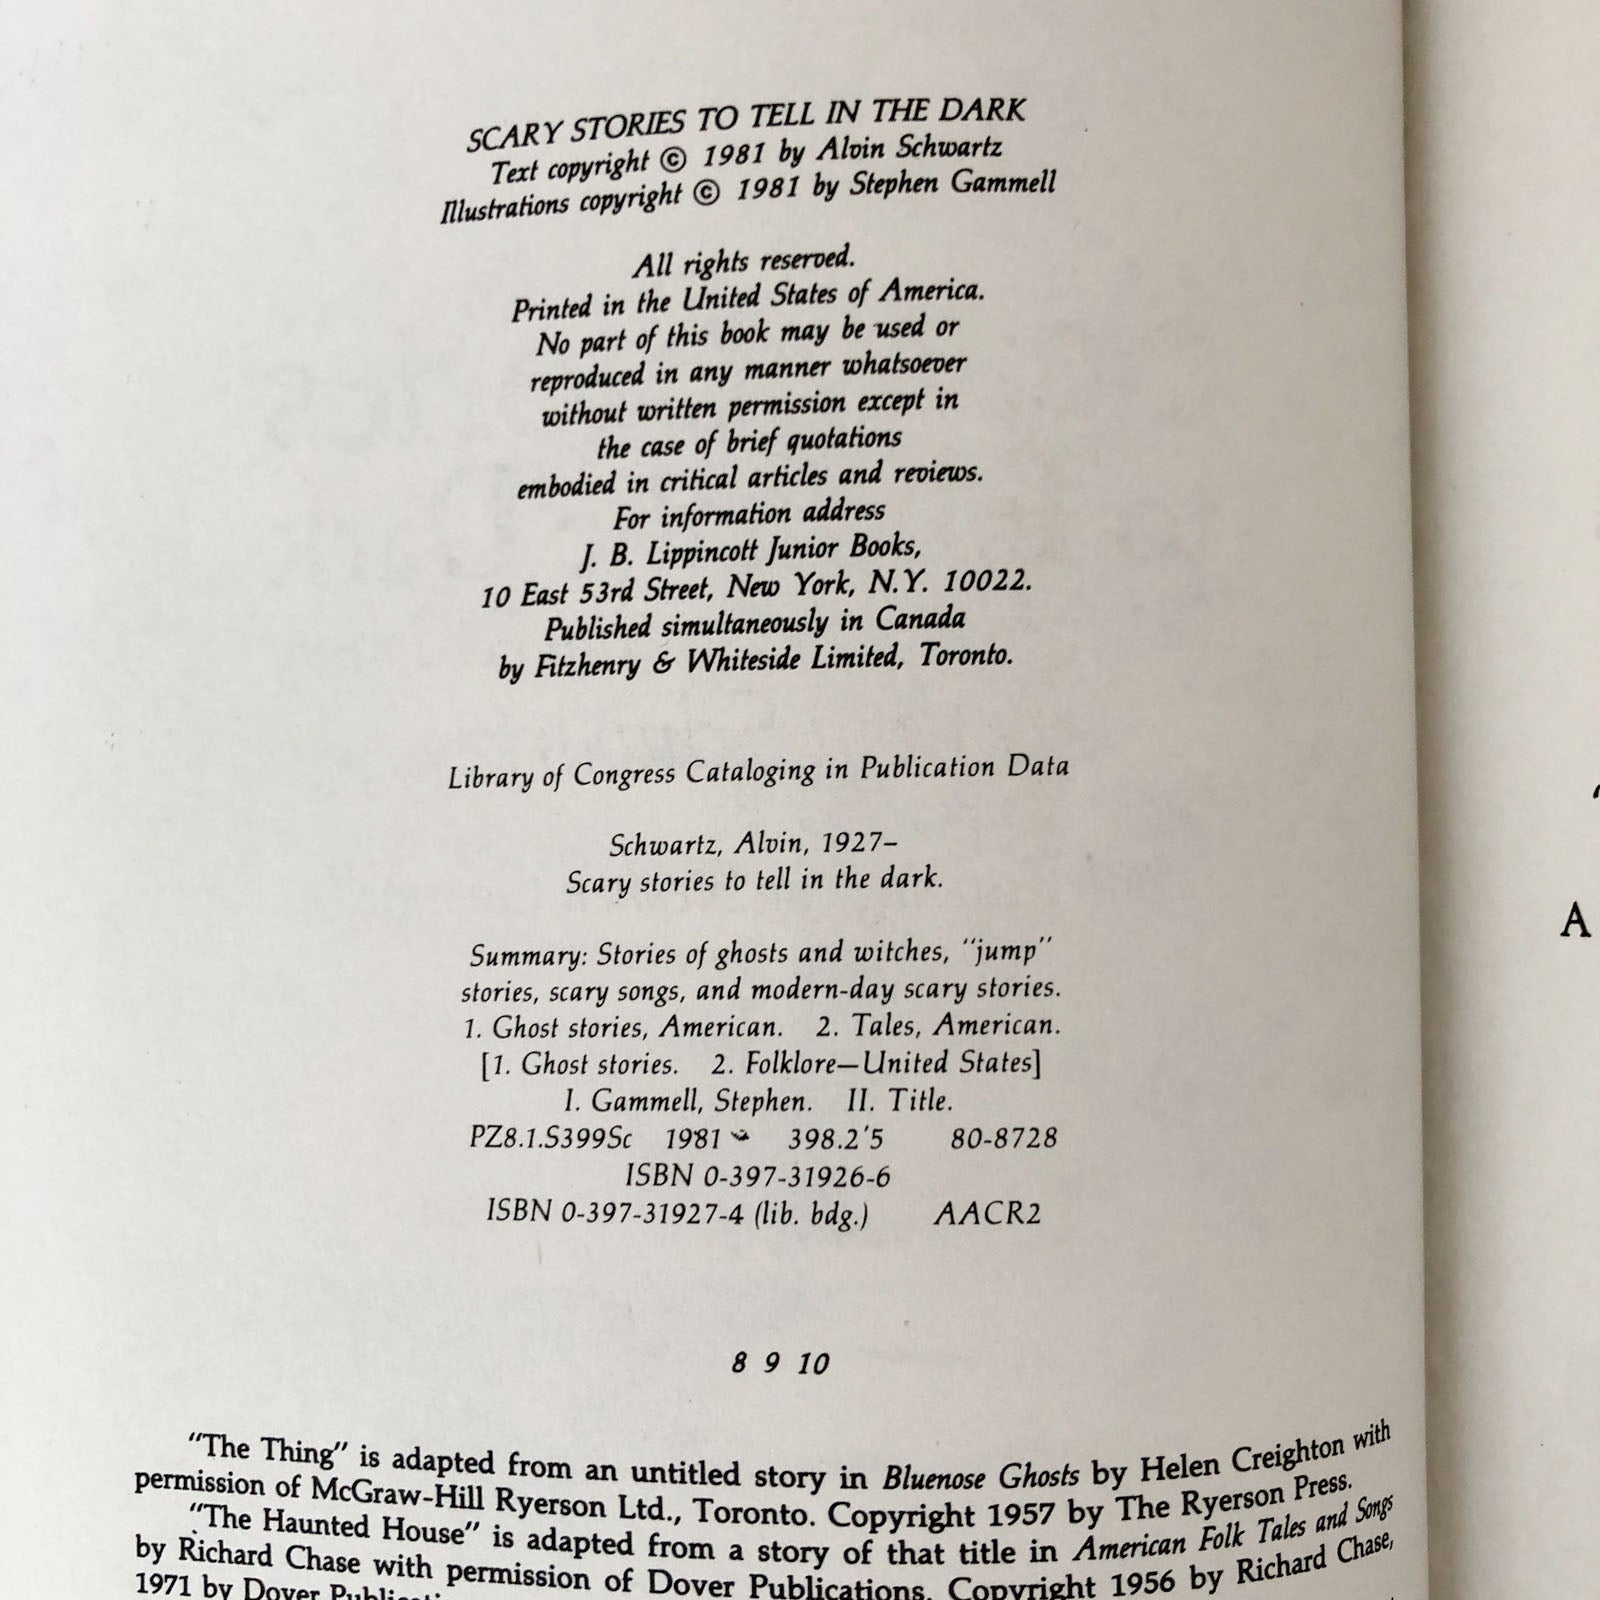 SCARY STORIES TO TELL IN THE DARK
Text copyright © 1981 by Alvin Schwartz
Illustrations copyright © 1981 by Stephen Gammell
All rights reserved.
Printed in the United States of America.
No part of this book may be used or
reproduced in any manner whatsoever
without written permission except in
the case of brief quotations
embodied in critical articles and reviews.
For information address
J. B. Lippincott Junior Books,
10 East 53rd Street, New York, N.Y. 10022.
Published simultaneously in Canada
by Fitzhenry & Whiteside Limited, Toronto.
Library of Congress Cataloging in Publication Data
Schwartz, Alvin, 1927–
Scary stories to tell in the dark.
Summary: Stories of ghosts and witches, "jump"
stories, scary songs, and modern-day scary stories.
1. Ghost stories, American. 2. Tales, American.
[1. Ghost stories. 2. Folklore—United States]
I. Gammell, Stephen. II. Title.
PZ8.1.S399Sc 1981 398.2'5 80-8728
ISBN 0-397-31926-6
ISBN 0-397-31927-4 (lib. bdg.) AACR2
8 9 10
"The Thing" is adapted from an untitled story in Bluenose Ghosts by Helen Creighton with
permission of McGraw-Hill Ryerson Ltd., Toronto. Copyright 1957 by The Ryerson Press.
"The Haunted House" is adapted from a story of that title in American Folk Tales and Songs
by Richard Chase with permission of Dover Publications. Copyright 1956 by Richard Chase,
1971 by Dover
A